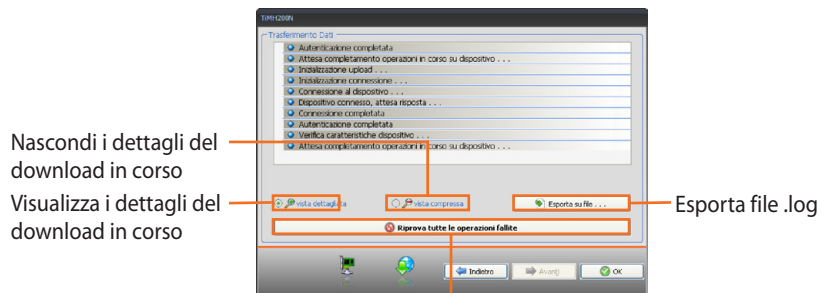 TiMH200N
Trasferimento Dati
Autenticazione completata
Attesa completamento operazioni in corso su dispositivo . . .
Inizializzazione upload . . .
Inizializzazione connessione . . .
Connessione al dispositivo . . .
Dispositivo connesso, attesa risposta . . .
Connessione completata
Autenticazione completata
Verifica caratteristiche dispositivo . . .
Attesa completamento operazioni in corso su dispositivo . . .
Nascondi i dettagli del
download in corso
Visualizza i dettagli del
download in corso
vista dettagliata
vista compressa
Esporta su file . . .
Esporta file .log
Riprova tutte le operazioni fallite
Indietro
Avanti
OK